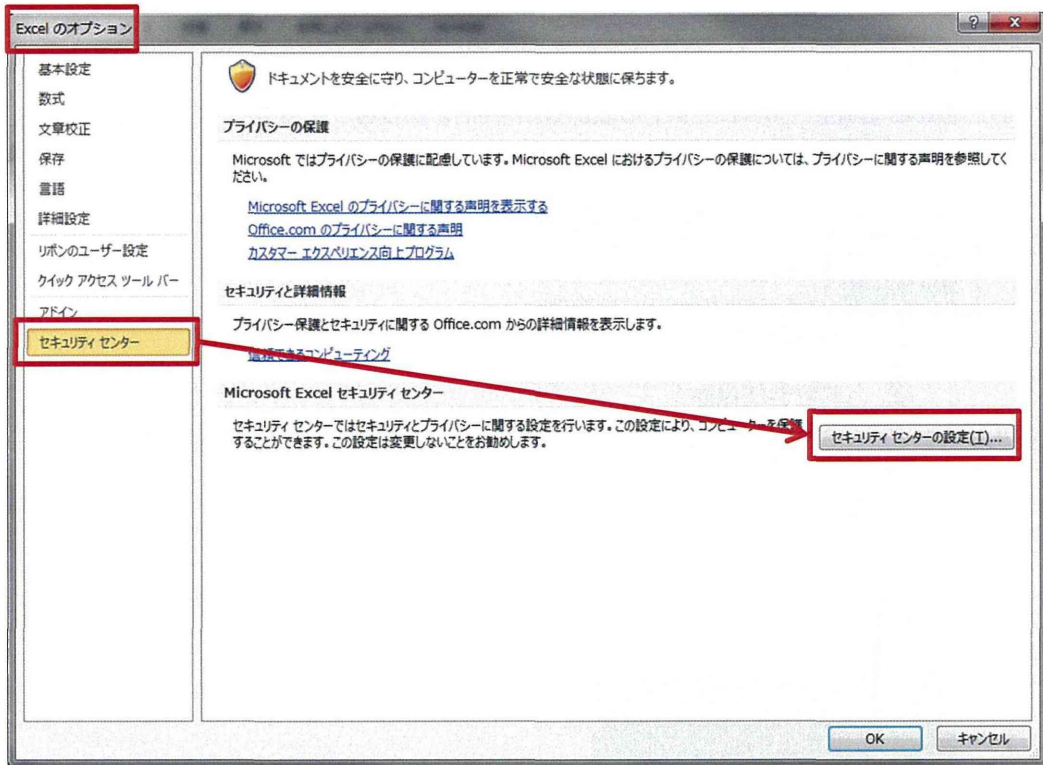 Excel のオプション
基本設定
数式
文章校正
保存
言語
詳細設定
リボンのユーザー設定
クイック アクセス ツール バー
アドイン
セキュリティ センター
ドキュメントを安全に守り、コンピューターを正常で安全な状態に保ちます。
プライバシーの保護
Microsoft ではプライバシーの保護に配慮しています。Microsoft Excel におけるプライバシーの保護については、プライバシーに関する声明を参照してく
ださい。
Microsoft Excel のプライバシーに関する声明を表示する
Office.com のプライバシーに関する声明
カスタマー エクスペリエンス向上プログラム
セキュリティと詳細情報
プライバシー保護とセキュリティに関する Office.com からの詳細情報を表示します。
信頼できるコンピューティング
Microsoft Excel セキュリティ センター
セキュリティ センターではセキュリティとプライバシーに関する設定を行います。この設定により、コンピューターを保護
することができます。この設定は変更しないことをお勧めします。
セキュリティ センターの設定(T)...
OK
キャンセル